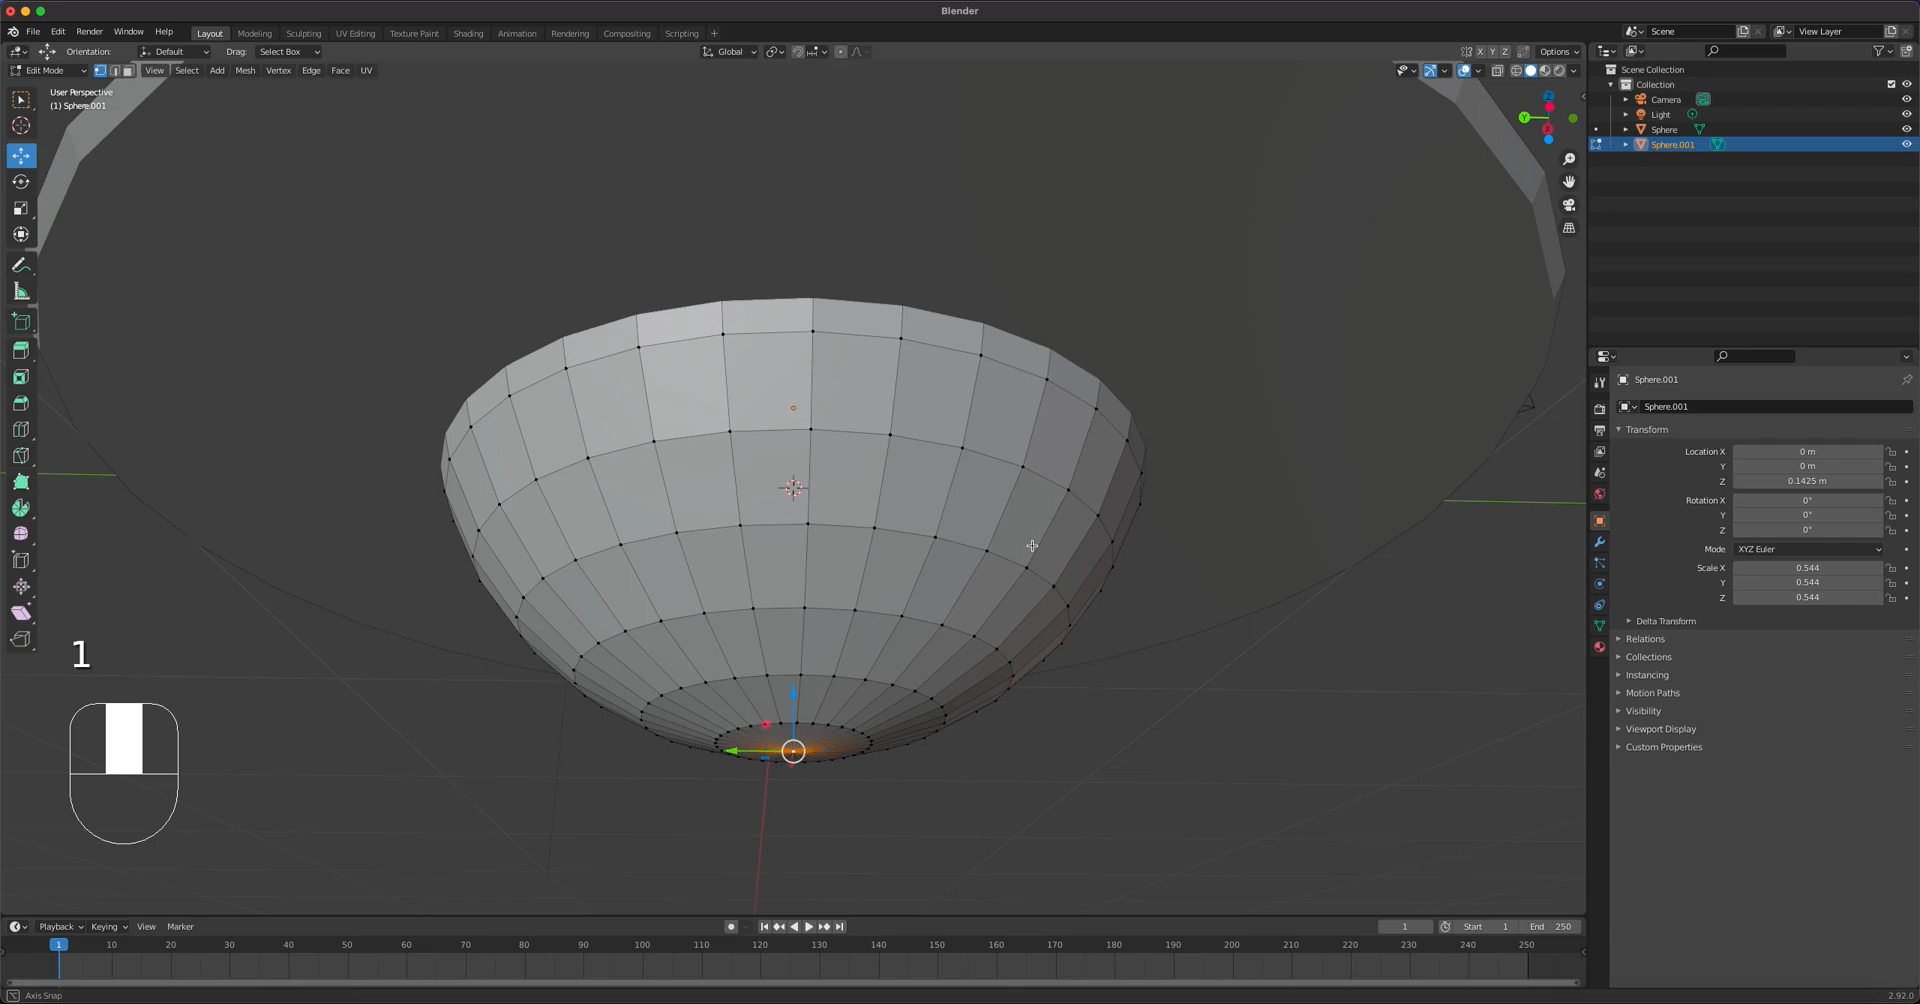 Blender
File Edit Render Window Help Layout Modeling Sculpting UV Editing Texture Paint Shading Animation Rendering Compositing Scripting + Scene View Layer
Orientation: Default Drag: Select Box Global X Y Z Options
Edit Mode View Select Add Mesh Vertex Edge Face UV
User Perspective
(1) Sphere.001
Z
Y
X
1
Scene Collection
Collection
Camera
Light
Sphere
Sphere.001
Sphere.001
Sphere.001
Transform
Location X 0 m
Y 0 m
Z 0.1425 m
Rotation X 0°
Y 0°
Z 0°
Mode XYZ Euler
Scale X 0.544
Y 0.544
Z 0.544
Delta Transform
Relations
Collections
Instancing
Motion Paths
Visibility
Viewport Display
Custom Properties
Playback Keying View Marker 1 Start 1 End 250
1 10 20 30 40 50 60 70 80 90 100 110 120 130 140 150 160 170 180 190 200 210 220 230 240 250
Axis Snap 2.92.0